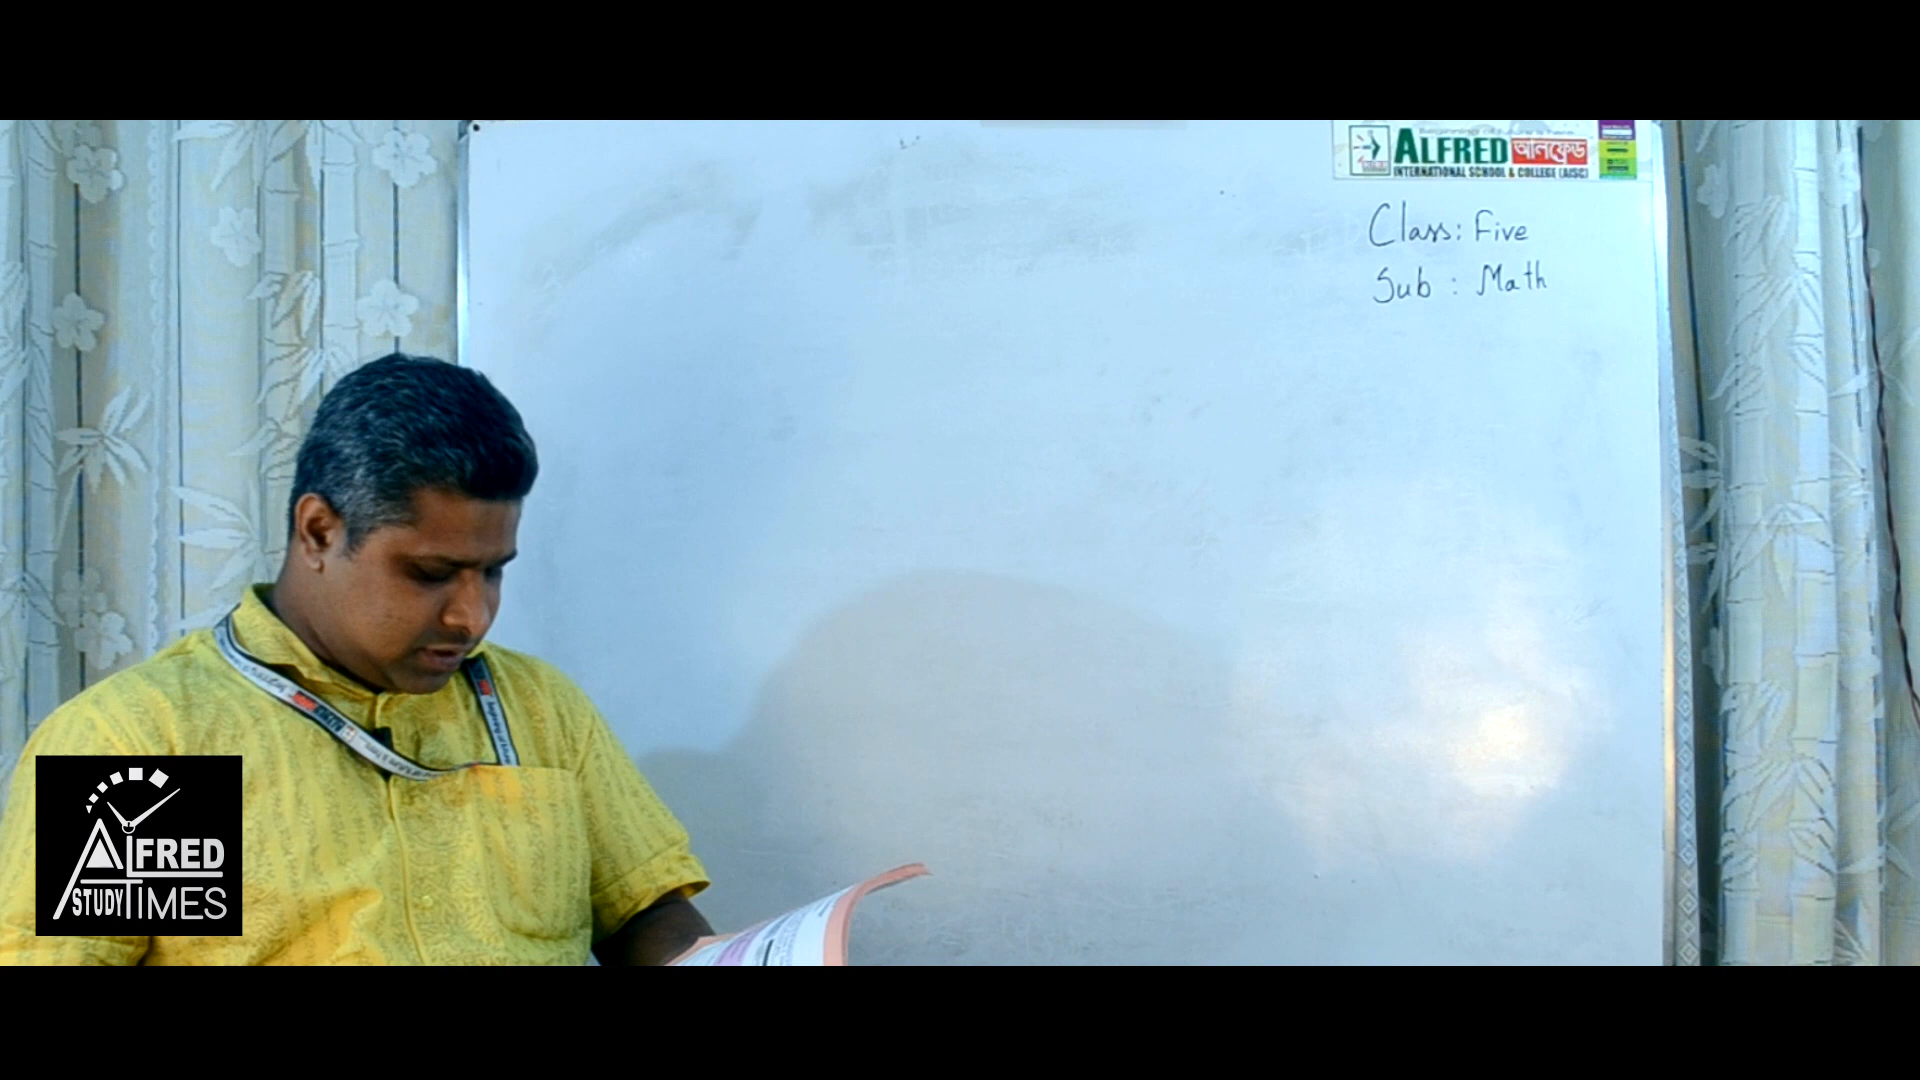 ALFRED আলফ্রেড
INTERNATIONAL SCHOOL & COLLEGE (AISC)
Class: Five
Sub : Math
ALFRED
STUDY TIMES